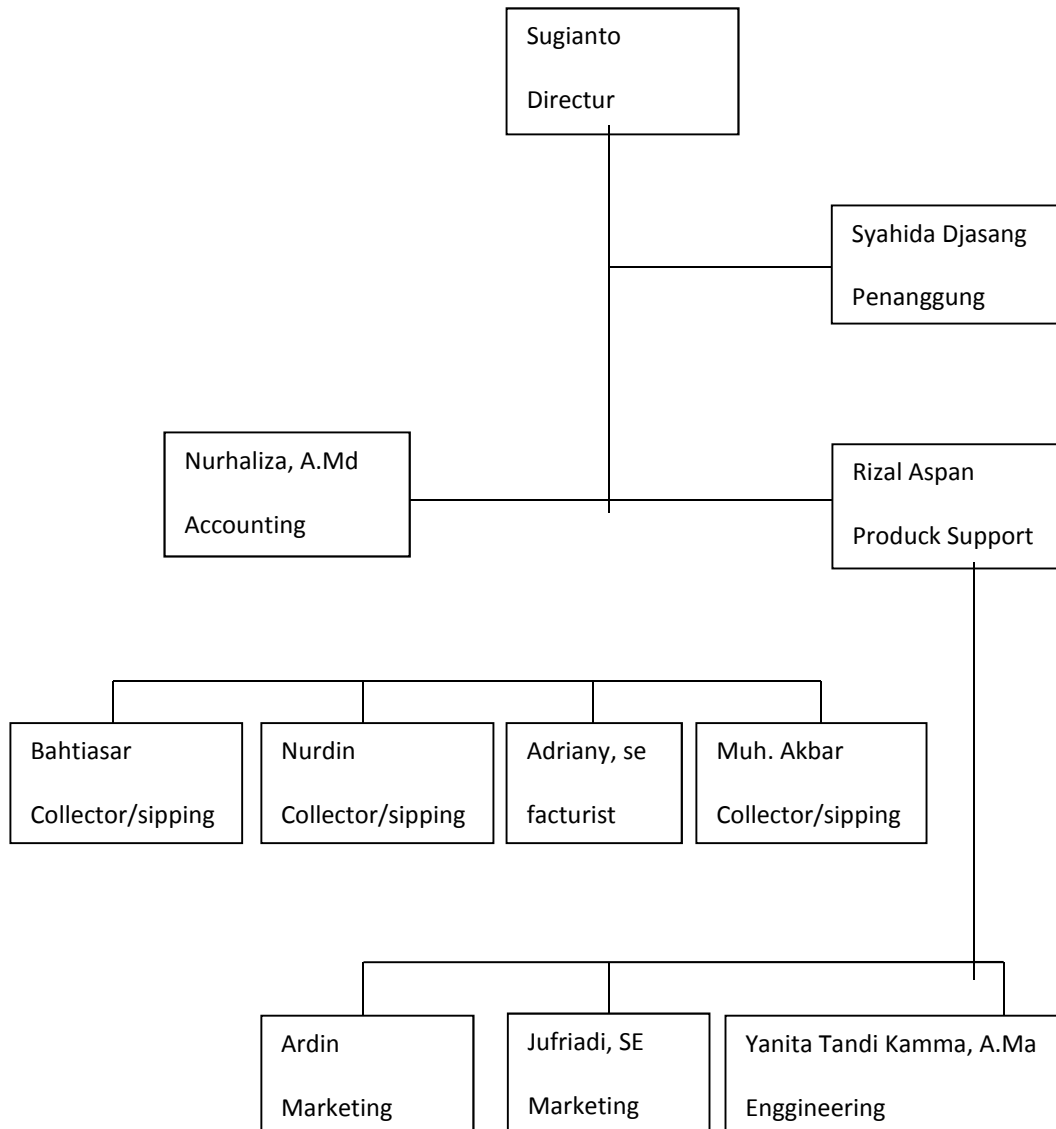 Sugianto
Directur
Syahida Djasang
Penanggung
Nurhaliza, A.Md
Accounting
Rizal Aspan
Produck Support
Bahtiasar
Collector/sipping
Nurdin
Collector/sipping
Adriany, se
facturist
Muh. Akbar
Collector/sipping
Ardin
Marketing
Jufriadi, SE
Marketing
Yanita Tandi Kamma, A.Ma
Enggineering